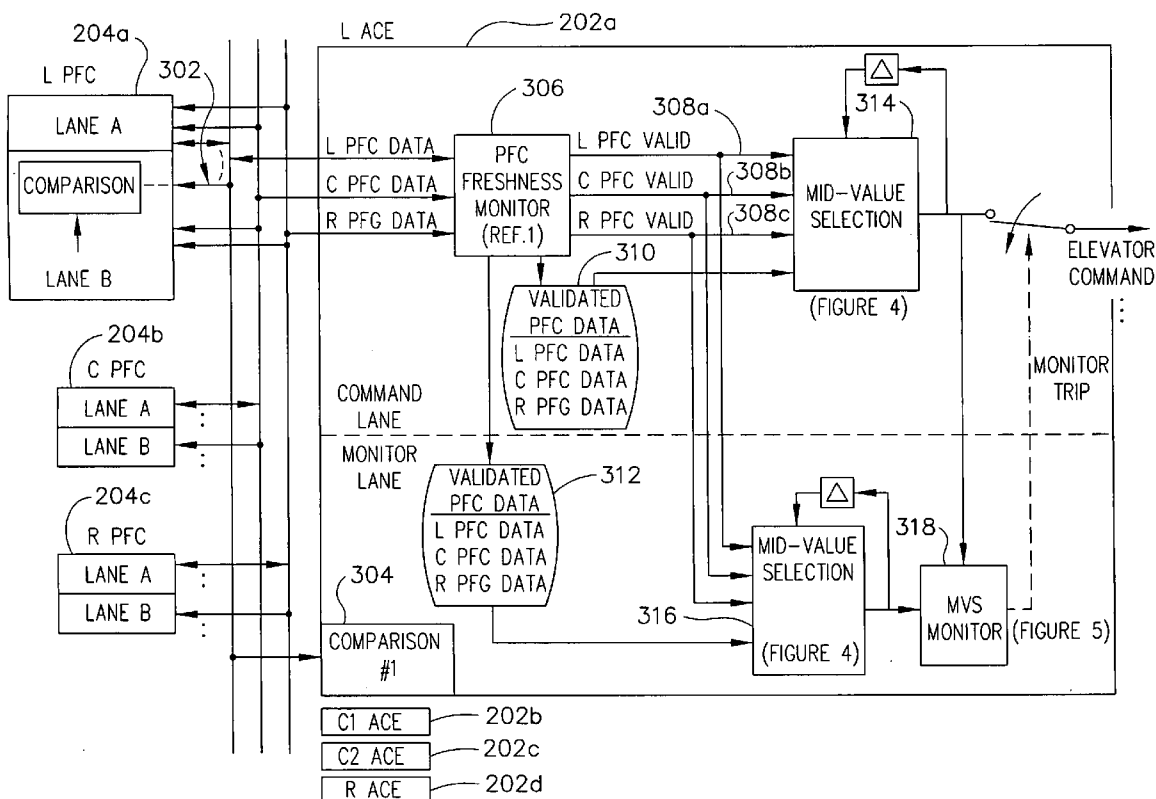 204a
L PFC
302
LANE A
COMPARISON
LANE B
204b
C PFC
LANE A
LANE B
204c
R PFC
LANE A
LANE B
L ACE
202a
306
L PFC DATA
C PFC DATA
R PFG DATA
PFC
FRESHNESS
MONITOR
(REF.1)
308a
L PFC VALID
C PFC VALID
308b
R PFC VALID
308c
310
VALIDATED
PFC DATA
L PFC DATA
C PFC DATA
R PFG DATA
Δ
314
MID-VALUE
SELECTION
(FIGURE 4)
ELEVATOR
COMMAND
MONITOR
TRIP
COMMAND LANE
MONITOR LANE
VALIDATED
PFC DATA
L PFC DATA
C PFC DATA
R PFG DATA
312
304
COMPARISON
#1
Δ
MID-VALUE
SELECTION
316
(FIGURE 4)
318
MVS
MONITOR
(FIGURE 5)
C1 ACE
202b
C2 ACE
202c
R ACE
202d